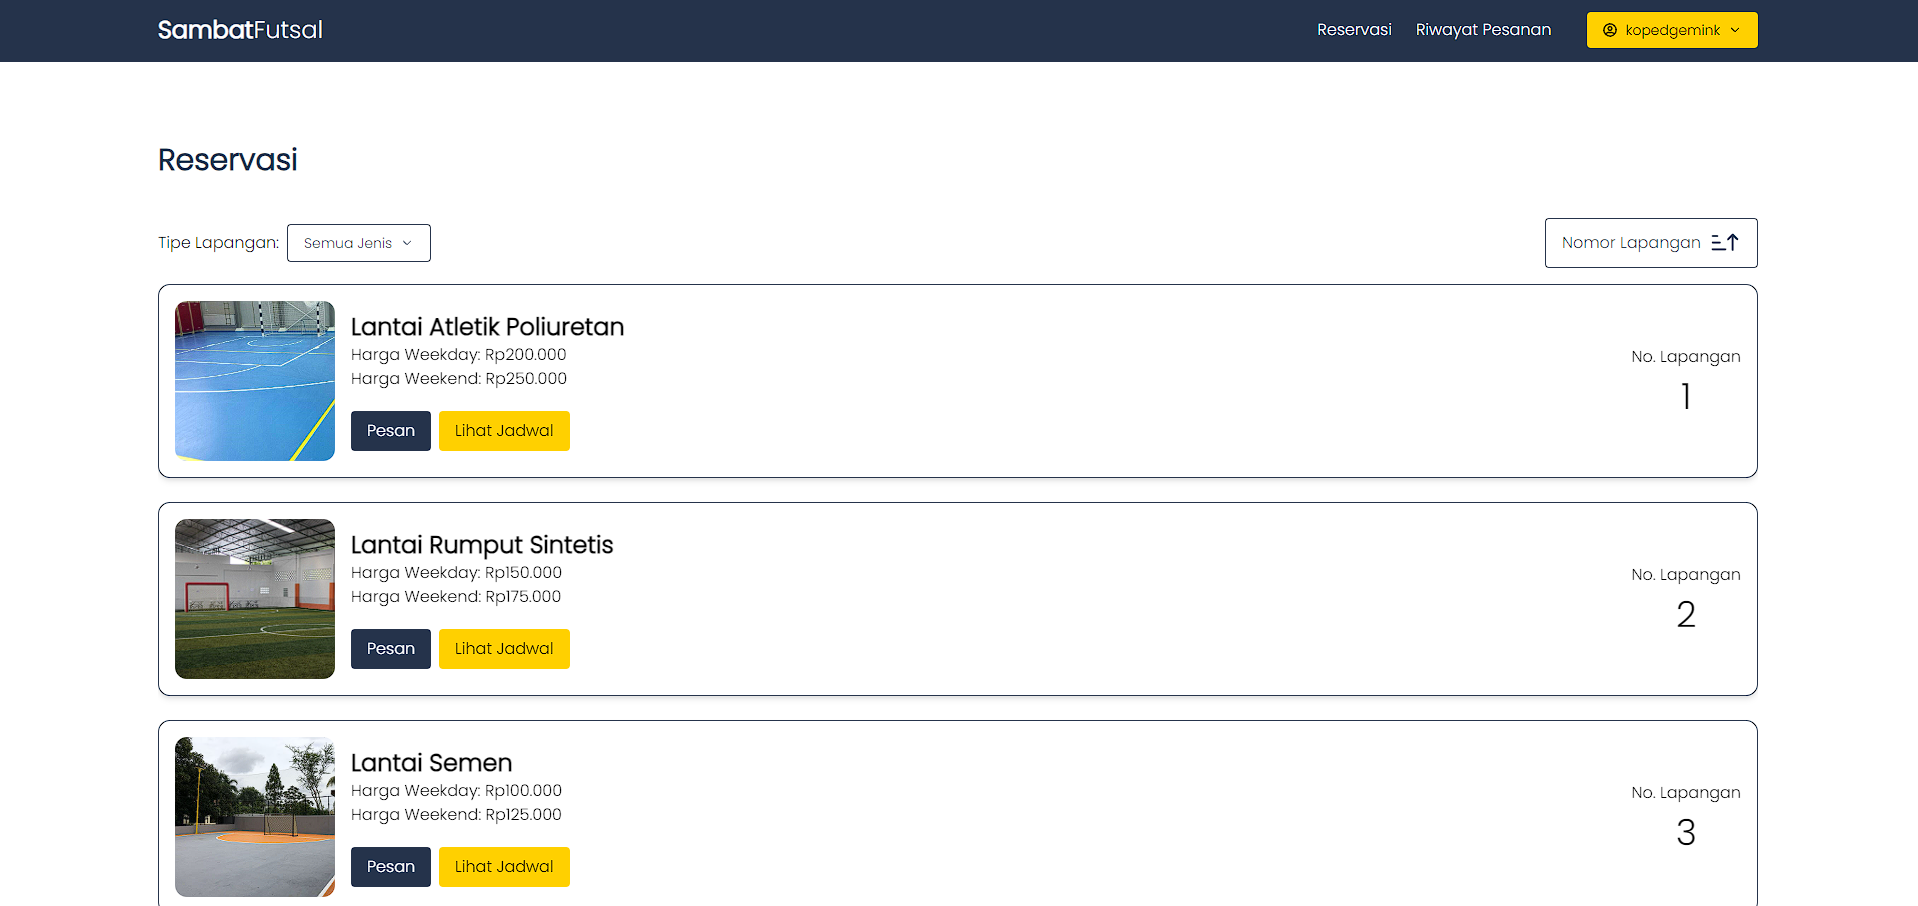 SambatFutsal
Reservasi
Riwayat Pesanan
kopedgemink
Reservasi
Tipe Lapangan:
Semua Jenis
Nomor Lapangan
Lantai Atletik Poliuretan
Harga Weekday: Rp200.000
Harga Weekend: Rp250.000
Pesan
Lihat Jadwal
No. Lapangan
1
Lantai Rumput Sintetis
Harga Weekday: Rp150.000
Harga Weekend: Rp175.000
Pesan
Lihat Jadwal
No. Lapangan
2
Lantai Semen
Harga Weekday: Rp100.000
Harga Weekend: Rp125.000
Pesan
Lihat Jadwal
No. Lapangan
3